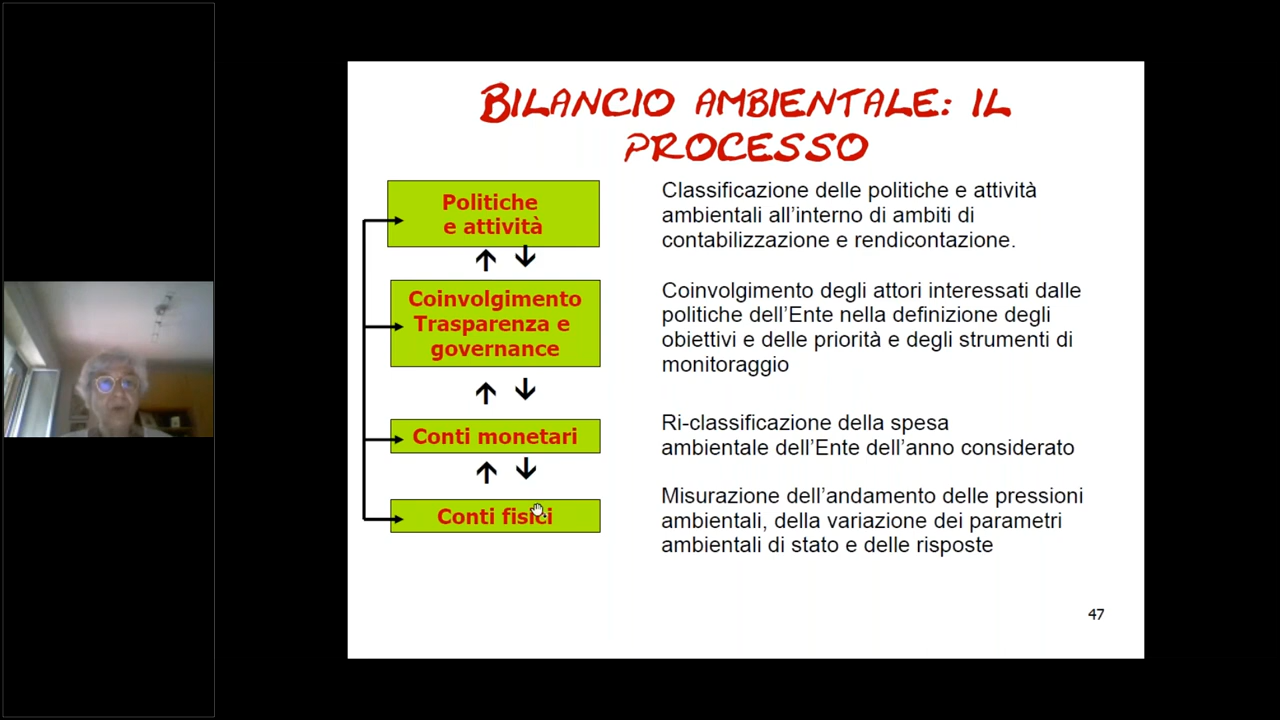 BILANCIO AMBIENTALE: IL
PROCESSO
Politiche
e attività
Classificazione delle politiche e attività
ambientali all’interno di ambiti di
contabilizzazione e rendicontazione.
Coinvolgimento
Trasparenza e
governance
Coinvolgimento degli attori interessati dalle
politiche dell’Ente nella definizione degli
obiettivi e delle priorità e degli strumenti di
monitoraggio
Conti monetari
Ri-classificazione della spesa
ambientale dell’Ente dell’anno considerato
Conti fisici
Misurazione dell’andamento delle pressioni
ambientali, della variazione dei parametri
ambientali di stato e delle risposte
47